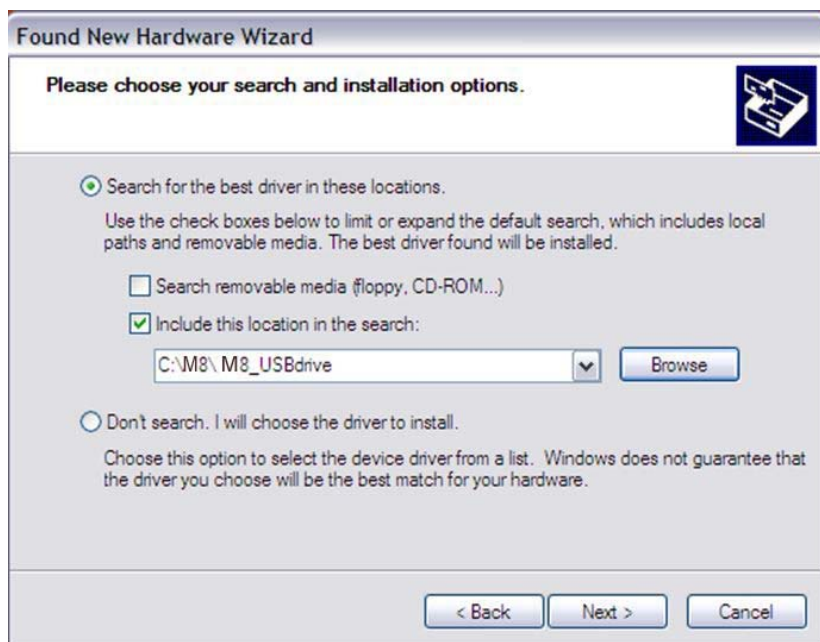 Found New Hardware Wizard
Please choose your search and installation options.
Search for the best driver in these locations.
Use the check boxes below to limit or expand the default search, which includes local
paths and removable media. The best driver found will be installed.
Search removable media (floppy, CD-ROM...)
Include this location in the search:
C:\M8\ M8_USBdrive
Browse
Don't search. I will choose the driver to install.
Choose this option to select the device driver from a list. Windows does not guarantee that
the driver you choose will be the best match for your hardware.
< Back Next > Cancel